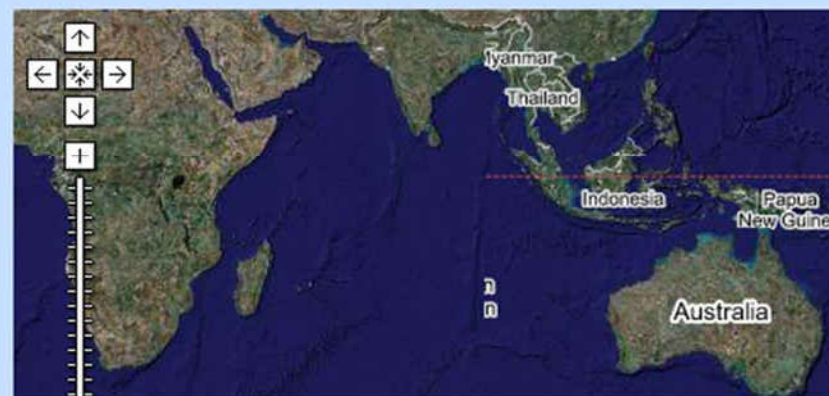 lyanmar
Thailand
Indonesia
Papua
New Guine
n
n
Australia